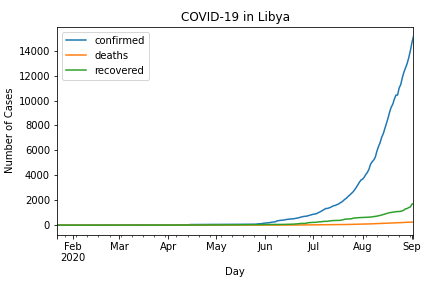 COVID-19 in Libya
confirmed
deaths
recovered
Number of Cases
14000
12000
10000
8000
6000
4000
2000
0
Feb Mar Apr May Jun Jul Aug Sep
2020
Day